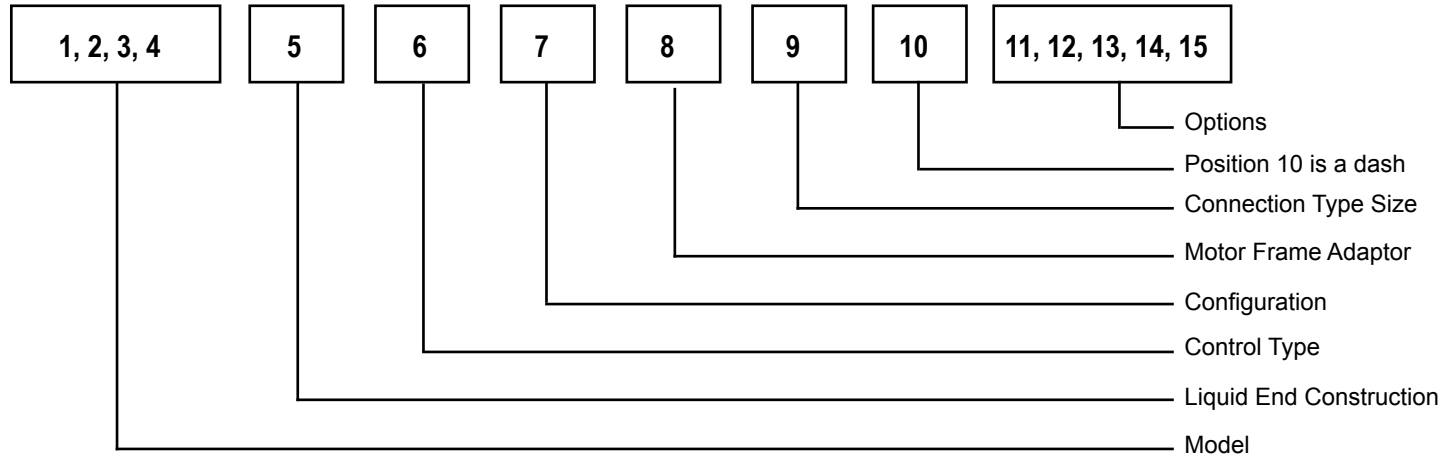 1, 2, 3, 4 5 6 7 8 9 10 11, 12, 13, 14, 15
Options
Position 10 is a dash
Connection Type Size
Motor Frame Adaptor
Configuration
Control Type
Liquid End Construction
Model